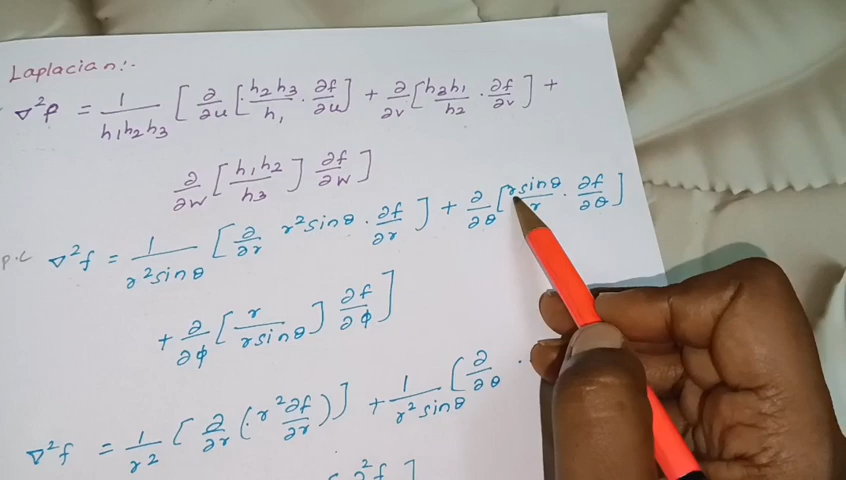 Laplacian:-
∇²f = 1/(h₁h₂h₃) [ ∂/∂u [ h₂h₃/h₁ · ∂f/∂u ] + ∂/∂v [ h₃h₁/h₂ · ∂f/∂v ] +
∂/∂w [ h₁h₂/h₃ ] ∂f/∂w ]
P.C ∇²f = 1/(r²sinθ) [ ∂/∂r r²sinθ · ∂f/∂r ] + ∂/∂θ [ rsinθ/r · ∂f/∂θ ]
+ ∂/∂φ [ r/(rsinθ) ] ∂f/∂φ ]
∇²f = 1/r² [ ∂/∂r ( r² ∂f/∂r ) ] + 1/(r²sinθ) [ ∂/∂θ ·
∂²f ]